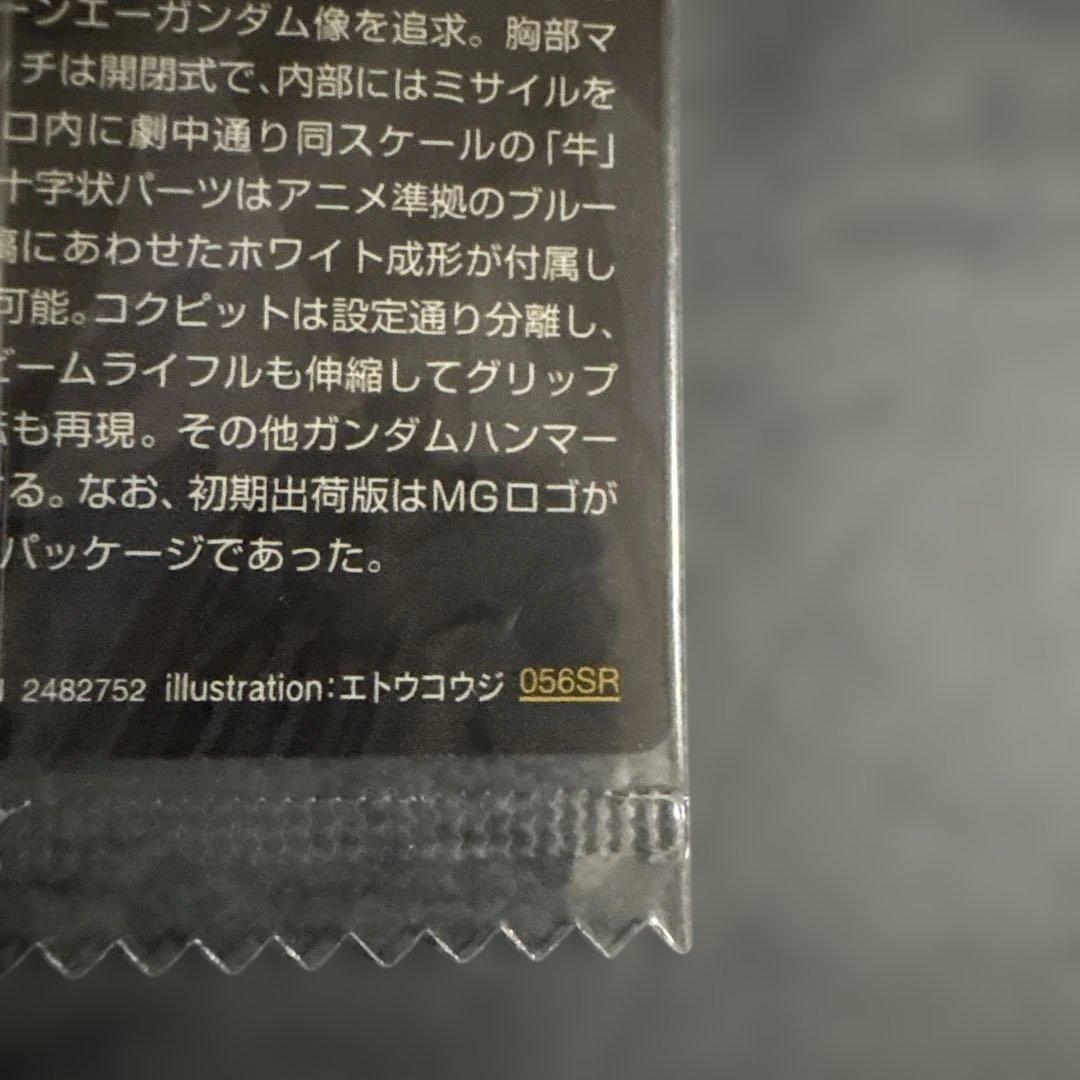 ーンエーガンダム像を追求。胸部マ
ッチは開閉式で、内部にはミサイルを
ロ内に劇中通り同スケールの「牛」
十字状パーツはアニメ準拠のブルー
にあわせたホワイト成形が付属し
可能。コクピットは設定通り分離し、
ビームライフルも伸縮してグリップ
も再現。その他ガンダムハンマー
る。なお、初期出荷版はMGロゴが
パッケージであった。
2482752 illustration:エトウコウジ 056SR